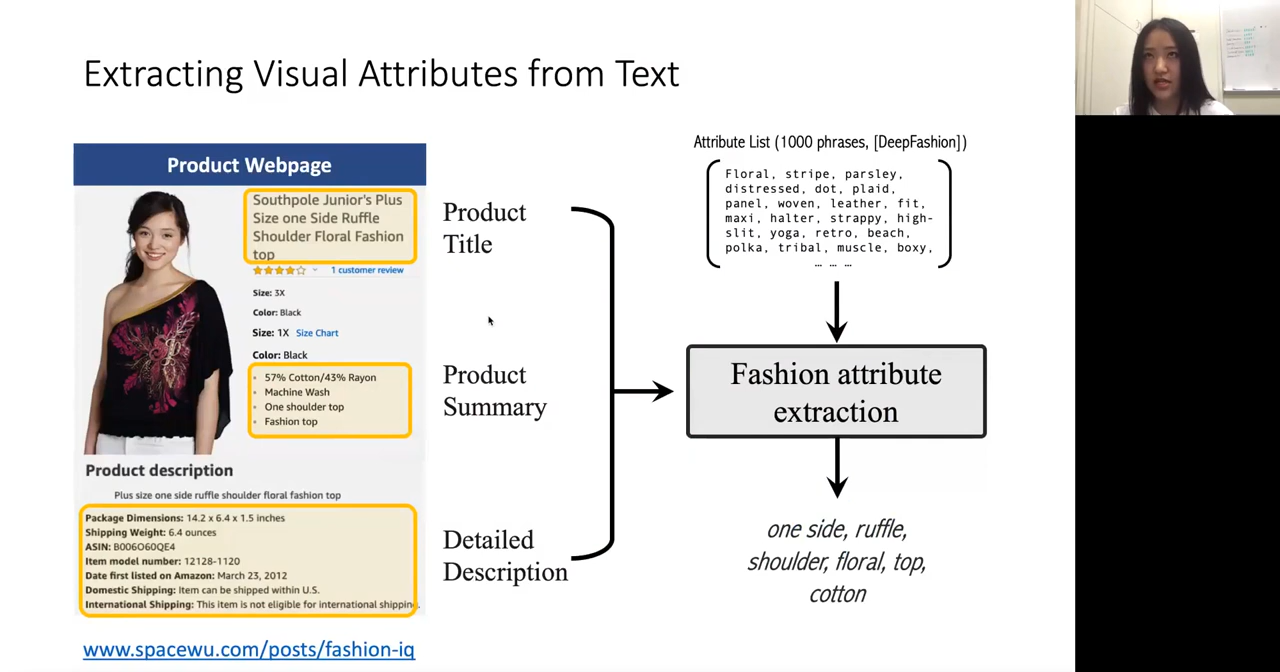 Extracting Visual Attributes from Text
Product Webpage
Southpole Junior's Plus
Size one Side Ruffle
Shoulder Floral Fashion
top
1 customer review
Size: 3X
Color: Black
Size: 1X Size Chart
Color: Black
• 57% Cotton/43% Rayon
• Machine Wash
• One shoulder top
• Fashion top
Product description
Plus size one side ruffle shoulder floral fashion top
Package Dimensions: 14.2 x 6.4 x 1.5 inches
Shipping Weight: 6.4 ounces
ASIN: B006O60QE4
Item model number: 12128-1120
Date first listed on Amazon: March 23, 2012
Domestic Shipping: Item can be shipped within U.S.
International Shipping: This item is not eligible for international shippin.
www.spacewu.com/posts/fashion-iq
Product
Title
Product
Summary
Detailed
Description
Attribute List (1000 phrases, [DeepFashion])
Floral, stripe, parsley,
distressed, dot, plaid,
panel, woven, leather, fit,
maxi, halter, strappy, high-
slit, yoga, retro, beach,
polka, tribal, muscle, boxy,
… … …
Fashion attribute
extraction
one side, ruffle,
shoulder, floral, top,
cotton